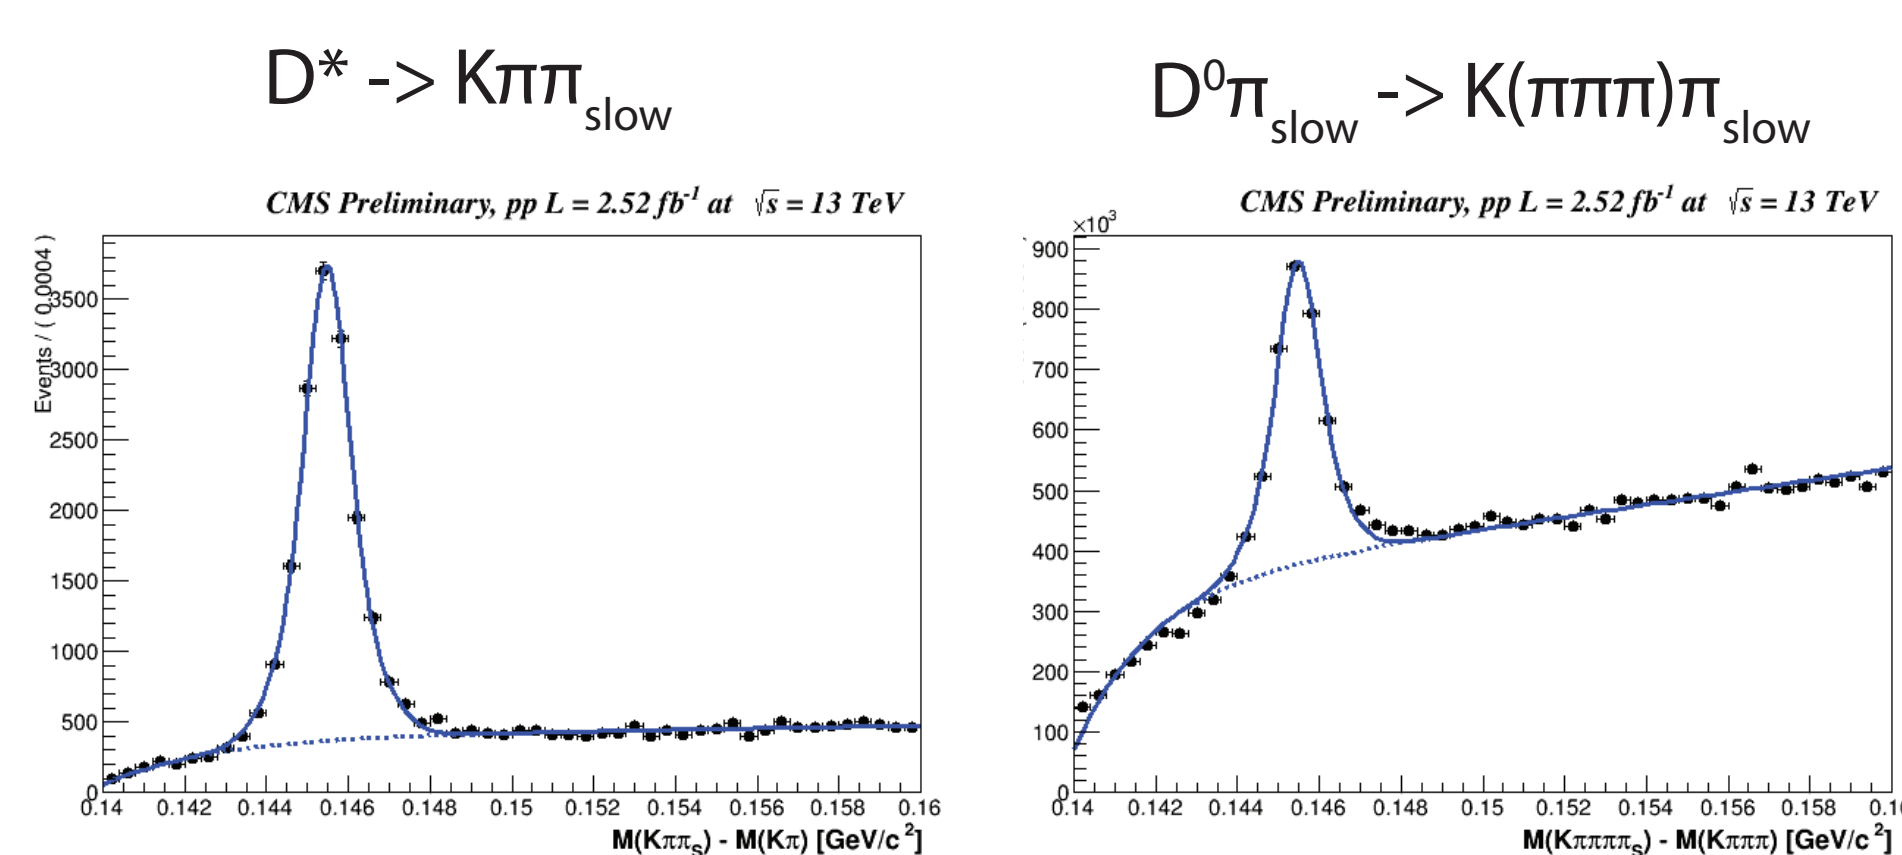 D* -> Kππslow
CMS Preliminary, pp L = 2.52 fb-1 at √s = 13 TeV
Events / ( 0.0004 )
3500
3000
2500
2000
1500
1000
500
0
0.14 0.142 0.144 0.146 0.148 0.15 0.152 0.154 0.156 0.158 0.16
M(KππS) - M(Kπ) [GeV/c2]
D0πslow -> K(πππ)πslow
CMS Preliminary, pp L = 2.52 fb-1 at √s = 13 TeV
×103
900
800
700
600
500
400
300
200
100
0
0.14 0.142 0.144 0.146 0.148 0.15 0.152 0.154 0.156 0.158
M(KππππS) - M(Kπππ) [GeV/c2]